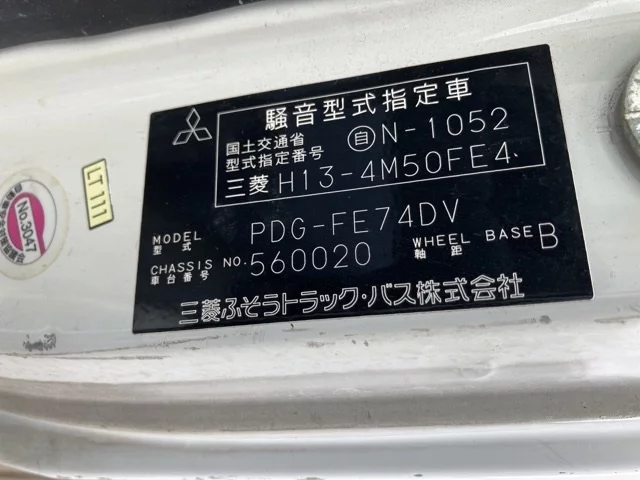 騒音型式指定車
国土交通省
型式指定番号
自N-1052
三菱 H13-4M50FE4
MODEL
型式
PDG-FE74DV
CHASSIS NO.
車台番号
560020
WHEEL BASE
軸距
B
三菱ふそうトラック・バス株式会社
LT111
No.3047